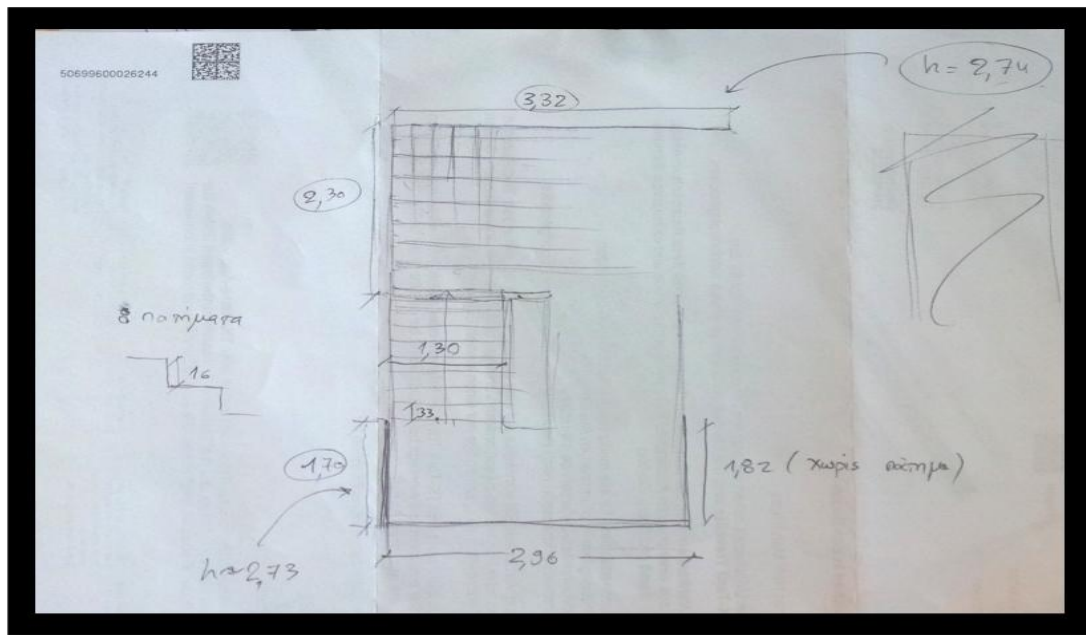 50699600026244
h = 2,74
3,32
2,30
8 πατήματα
16
1,30
33
1,70
1,82 (χωρίς πάτημα)
2,96
h≈2,73